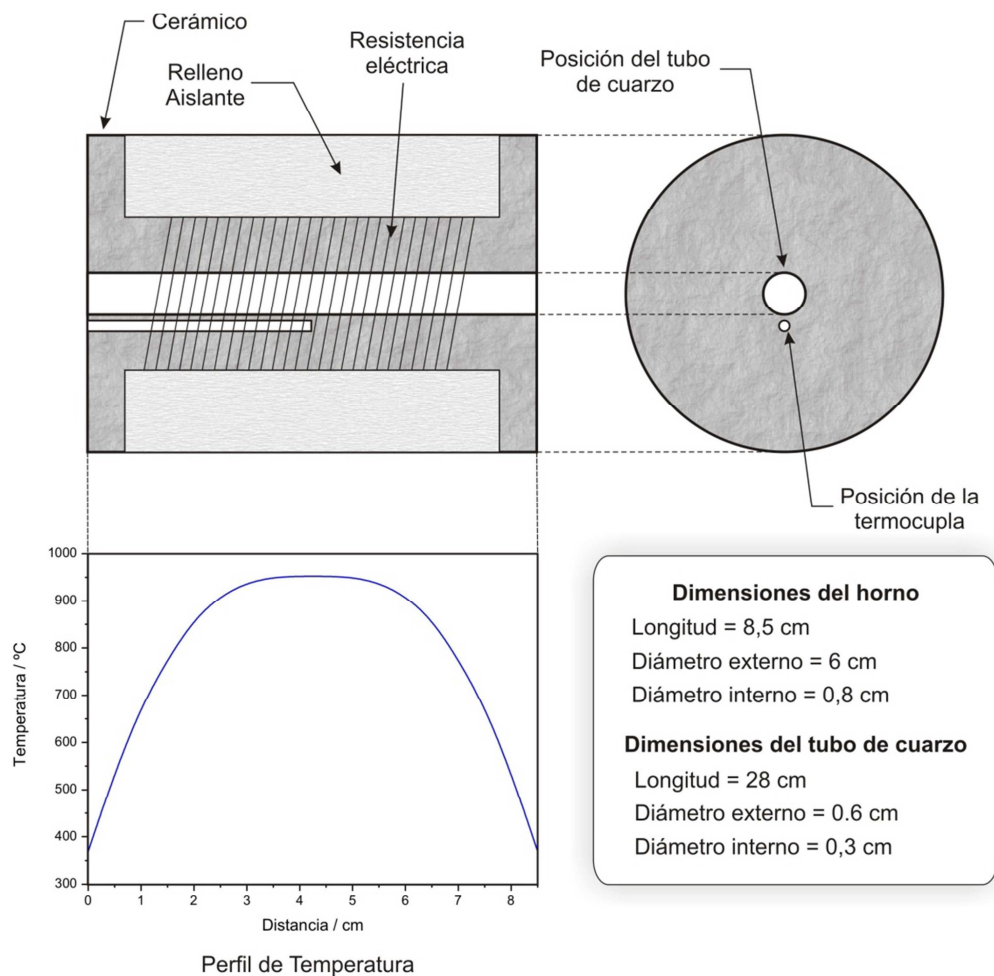 Cerámico
Resistencia
eléctrica
Relleno
Aislante
Posición del tubo
de cuarzo
Posición de la
termocupla
1000
900
800
700
600
500
400
300
Temperatura / ºC
0 1 2 3 4 5 6 7 8
Distancia / cm
Perfil de Temperatura
Dimensiones del horno
Longitud = 8,5 cm
Diámetro externo = 6 cm
Diámetro interno = 0,8 cm
Dimensiones del tubo de cuarzo
Longitud = 28 cm
Diámetro externo = 0.6 cm
Diámetro interno = 0,3 cm